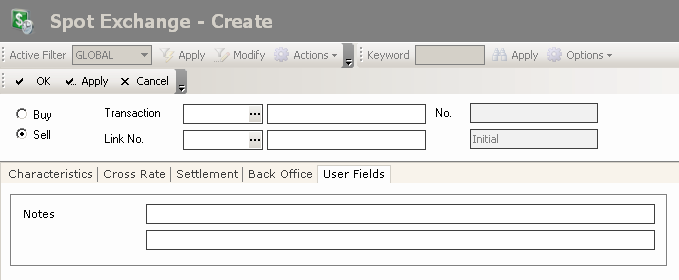 Spot Exchange - Create
Active Filter GLOBAL Apply Modify Actions Keyword Apply Options
OK Apply Cancel
Buy Transaction ... No.
Sell Link No. ... Initial
Characteristics Cross Rate Settlement Back Office User Fields
Notes